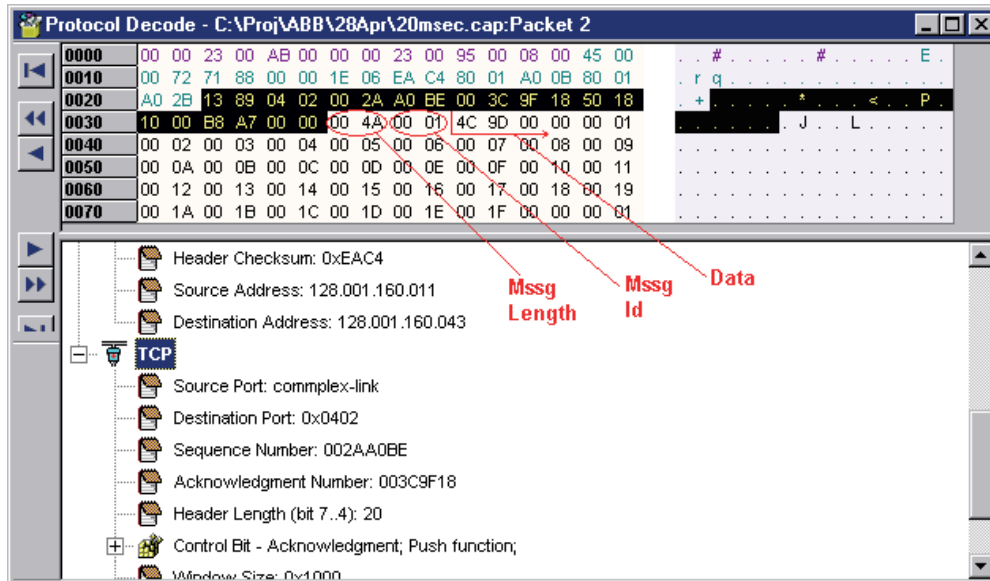 Protocol Decode - C:\Proj\ABB\28Apr\20msec.cap:Packet 2
0000 00 00 23 00 AB 00 00 00 23 00 95 00 08 00 45 00 . . # . . . . . # . . . . . E .
0010 00 72 71 88 00 00 1E 06 EA C4 80 01 A0 0B 80 01 . r q . . . . . . . . . . . . .
0020 A0 2B 13 89 04 02 00 2A A0 BE 00 3C 9F 18 50 18 . + . . . . . * . . . < . . P .
0030 10 00 B8 A7 00 00 00 4A 00 01 4C 9D 00 00 00 01 . . . . . . . J . . L . . . . .
0040 00 02 00 03 00 04 00 05 00 06 00 07 00 08 00 09 . . . . . . . . . . . . . . . .
0050 00 0A 00 0B 00 0C 00 0D 00 0E 00 0F 00 10 00 11 . . . . . . . . . . . . . . . .
0060 00 12 00 13 00 14 00 15 00 16 00 17 00 18 00 19 . . . . . . . . . . . . . . . .
0070 00 1A 00 1B 00 1C 00 1D 00 1E 00 1F 00 00 00 01 . . . . . . . . . . . . . . . .
Mssg Length
Mssg Id
Data
Header Checksum: 0xEAC4
Source Address: 128.001.160.011
Destination Address: 128.001.160.043
TCP
Source Port: commplex-link
Destination Port: 0x0402
Sequence Number: 002AA0BE
Acknowledgment Number: 003C9F18
Header Length (bit 7..4): 20
Control Bit - Acknowledgment; Push function;
Window Size: 0x1000